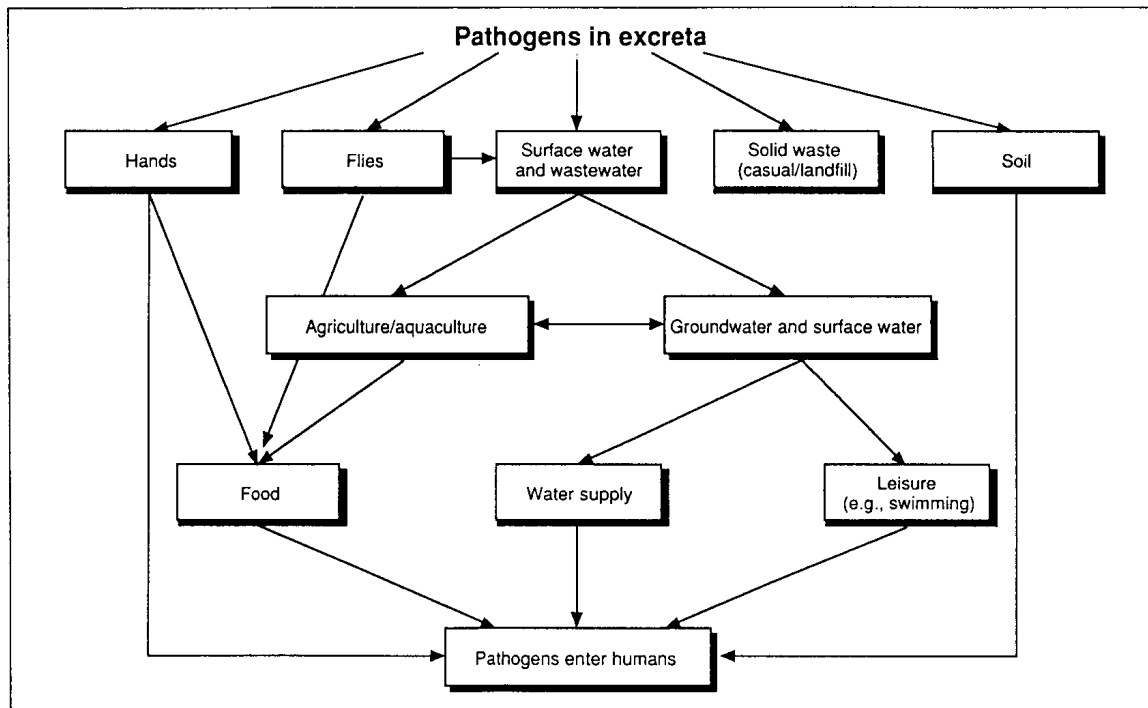 Pathogens in excreta
Hands
Flies
Surface water
and wastewater
Solid waste
(casual/landfill)
Soil
Agriculture/aquaculture
Groundwater and surface water
Food
Water supply
Leisure
(e.g., swimming)
Pathogens enter humans